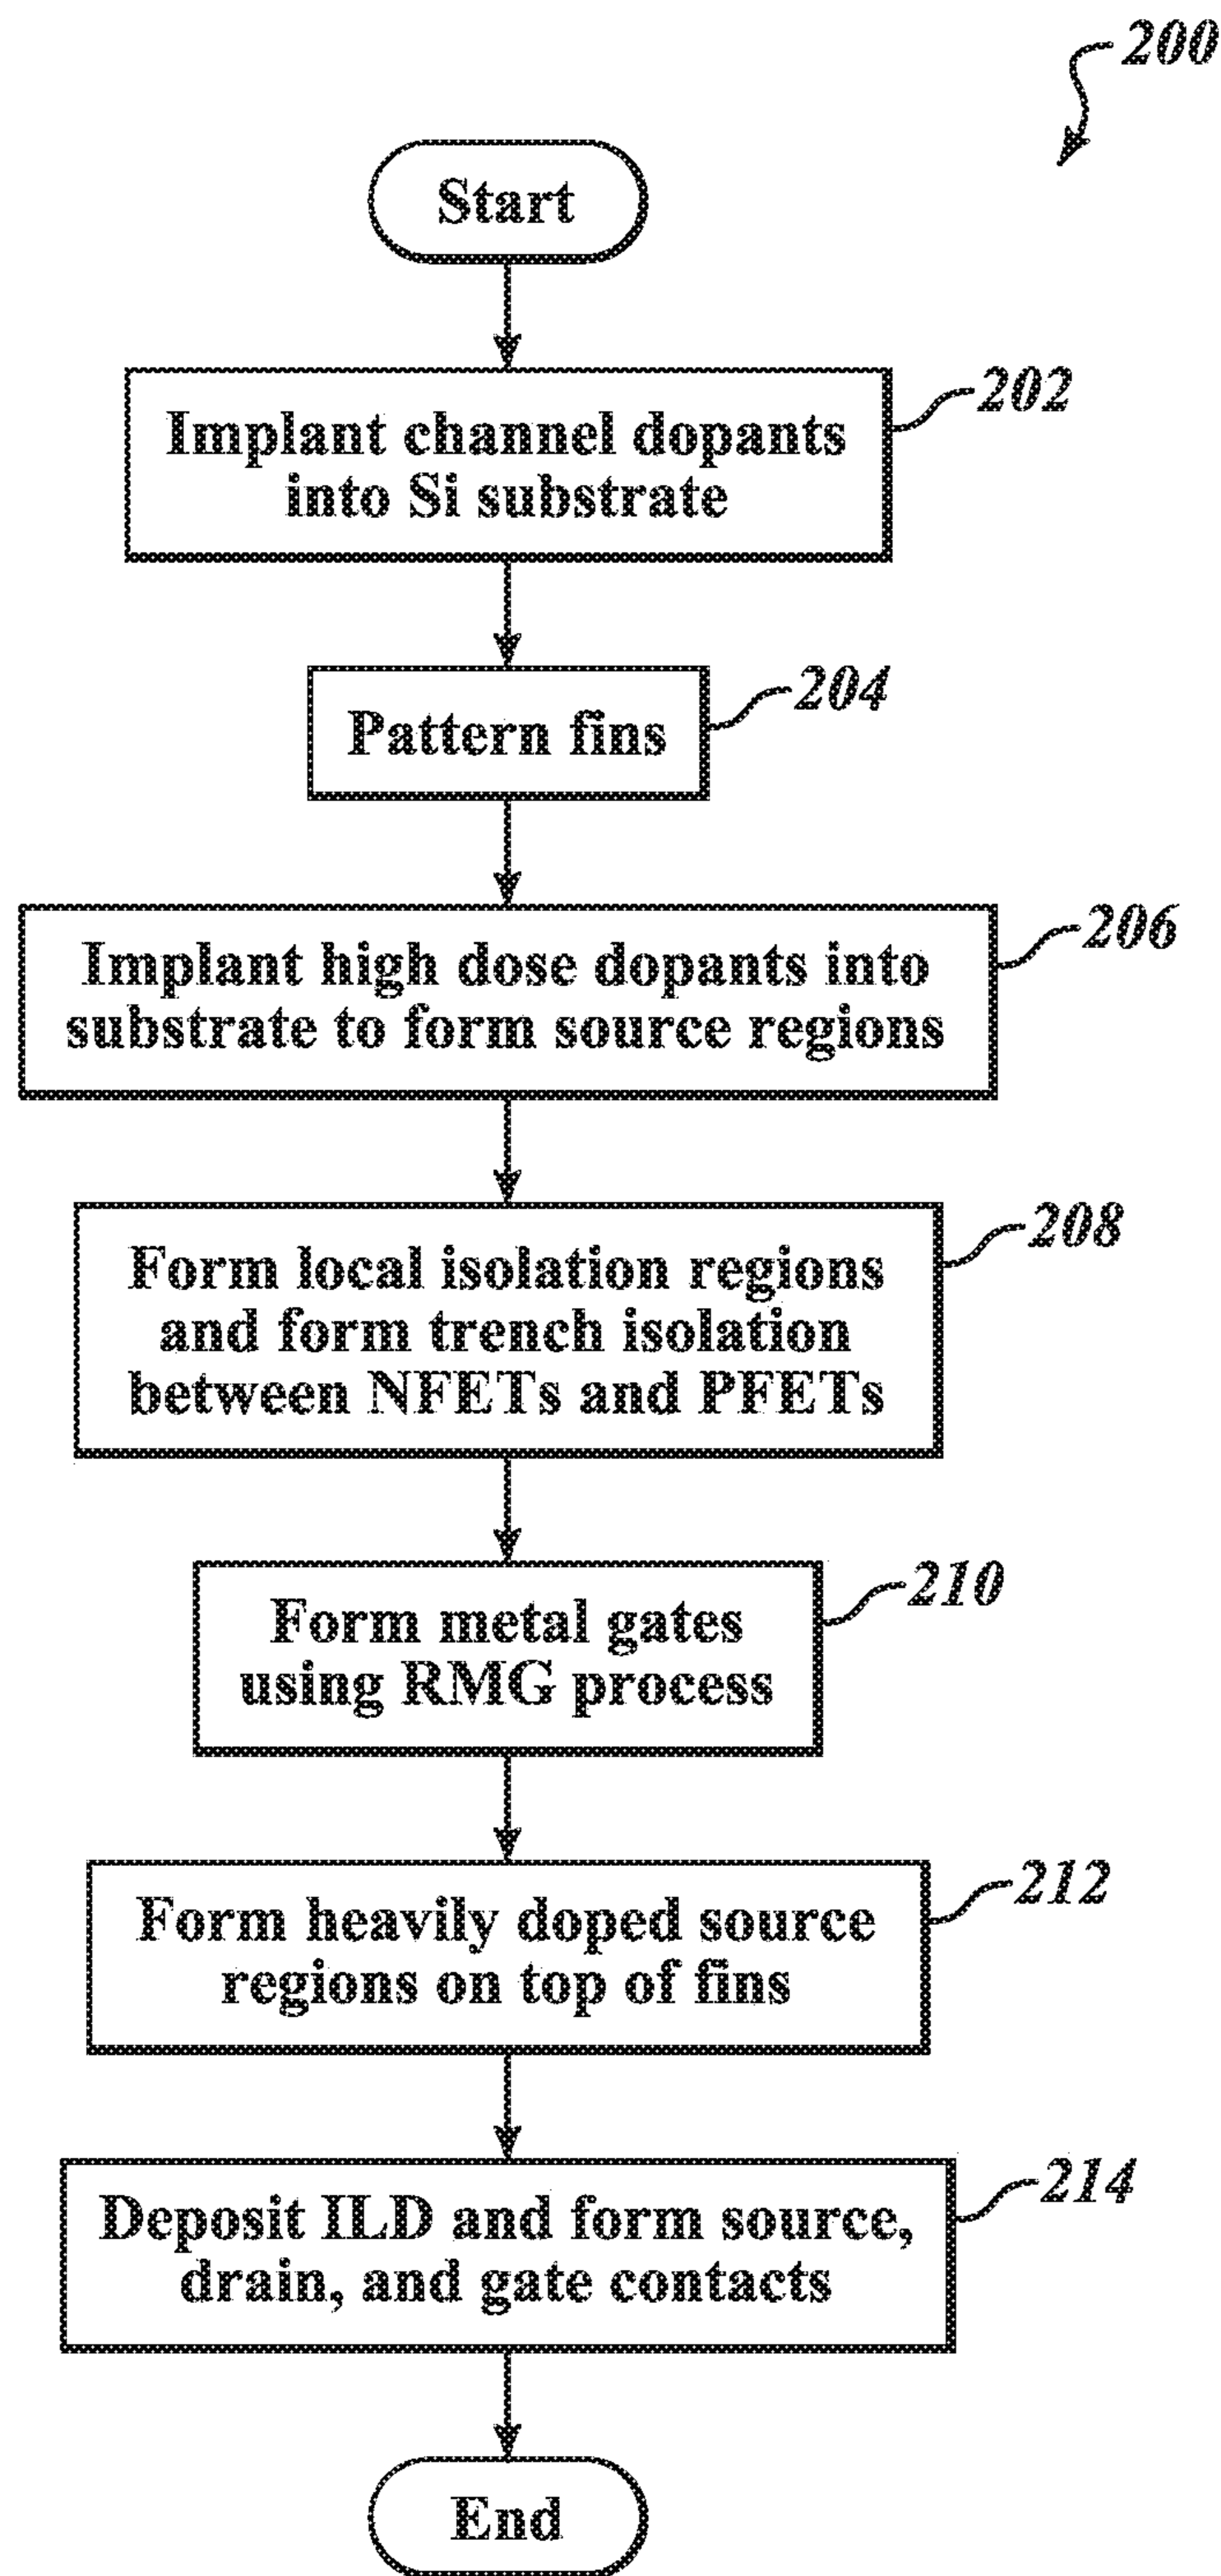 200
Start
202
Implant channel dopants
into Si substrate
204
Pattern fins
206
Implant high dose dopants into
substrate to form source regions
208
Form local isolation regions
and form trench isolation
between NFETs and PFETs
210
Form metal gates
using RMG process
212
Form heavily doped source
regions on top of fins
214
Deposit ILD and form source,
drain, and gate contacts
End